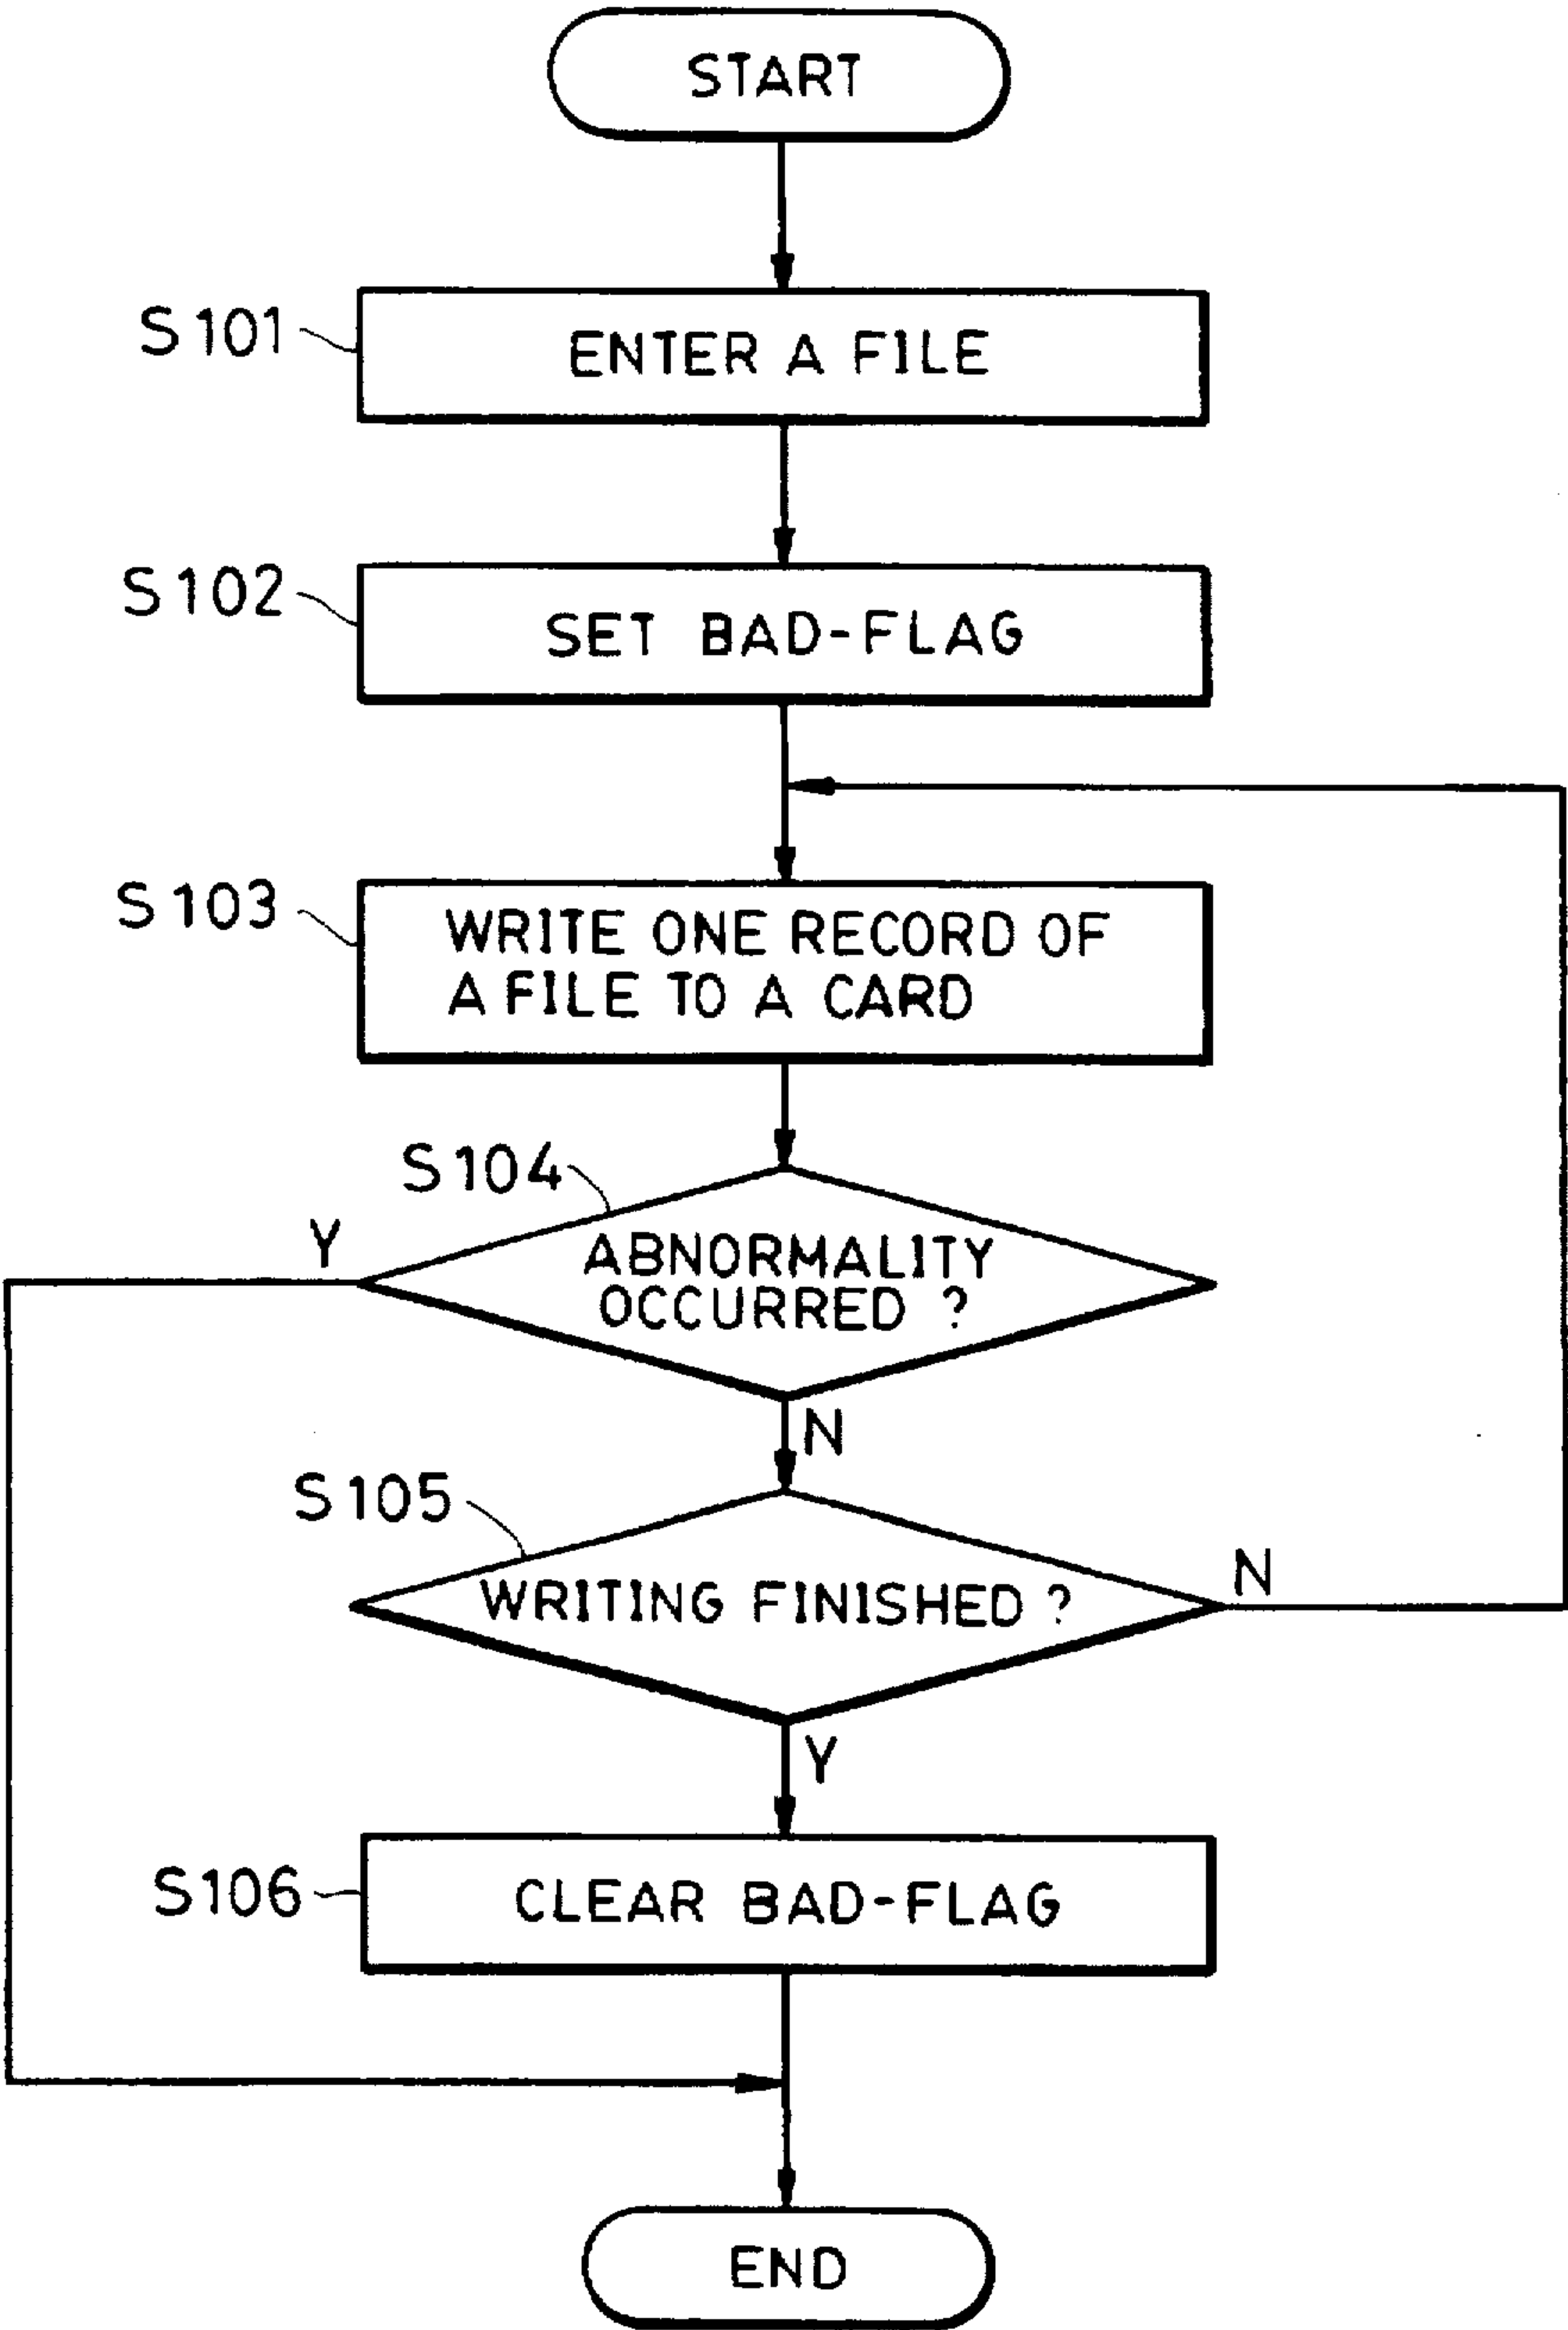 START
S101
ENTER A FILE
S102
SET BAD-FLAG
S103
WRITE ONE RECORD OF
A FILE TO A CARD
S104
Y
ABNORMALITY
OCCURRED ?
N
S105
WRITING FINISHED ?
N
Y
S106
CLEAR BAD-FLAG
END